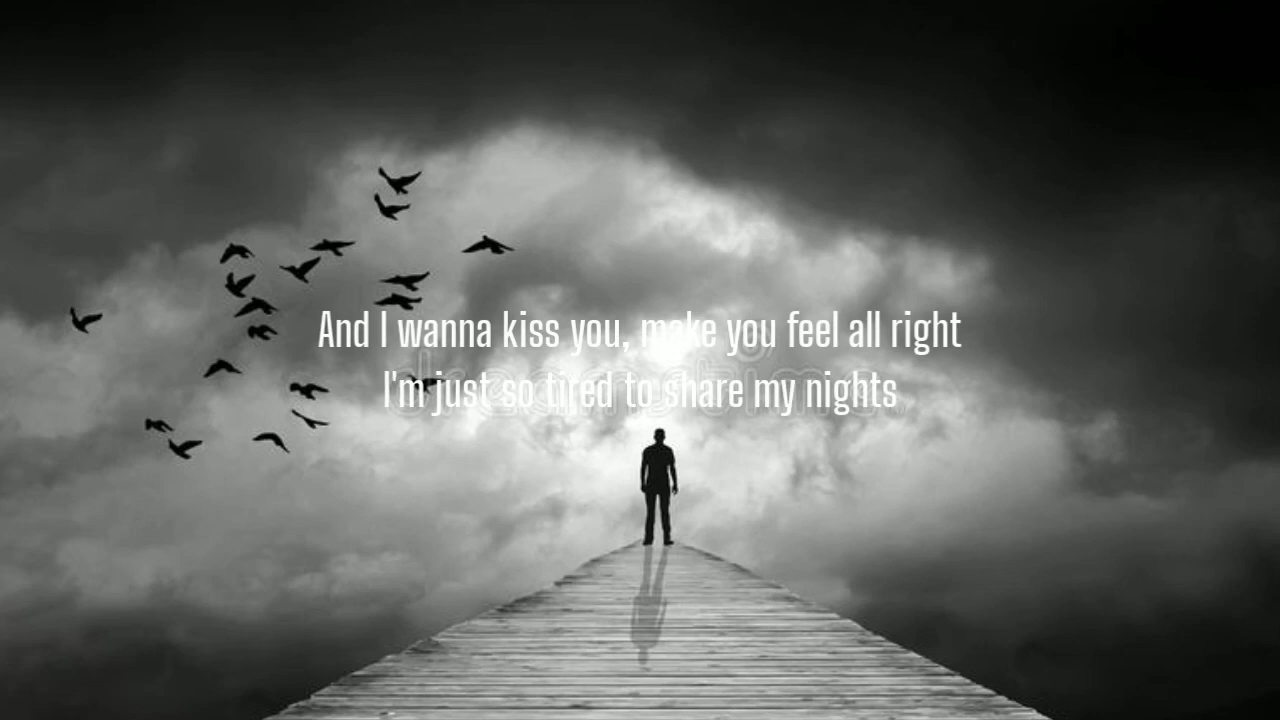 And I wanna kiss you, make you feel all right
I'm just so tired to share my nights